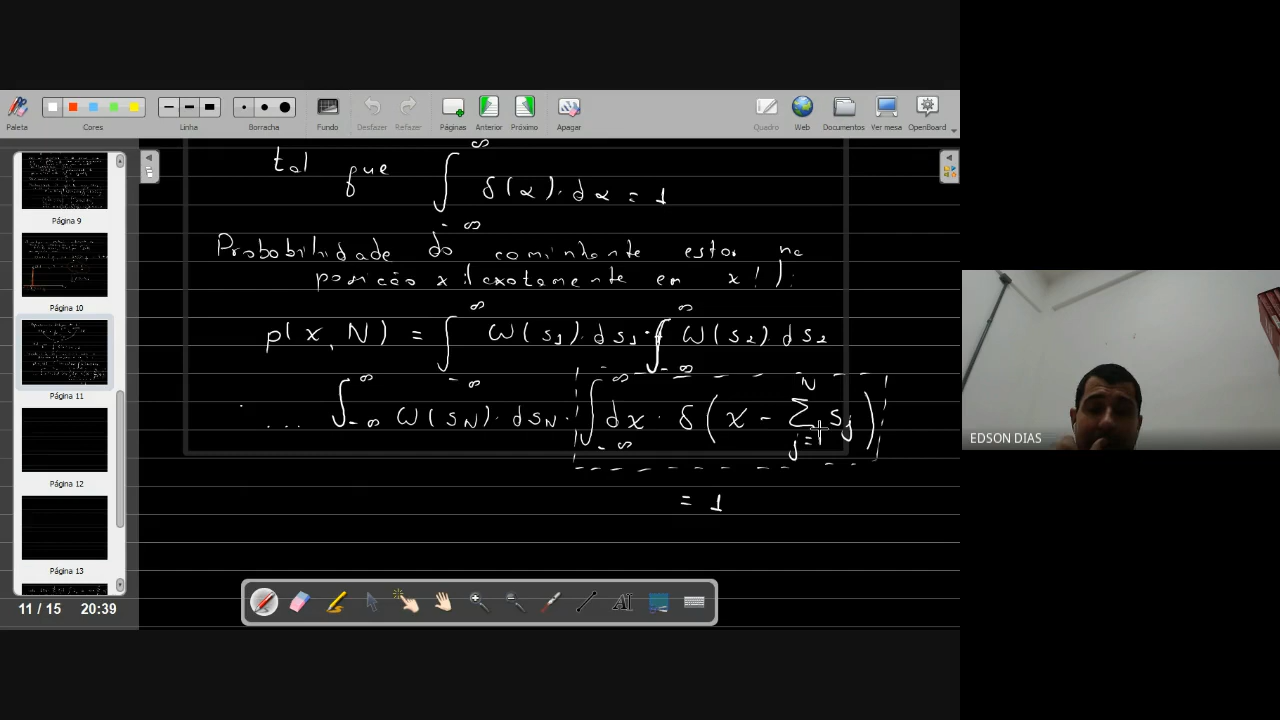 Paleta
Cores
Linha
Borracha
Fundo
Desfazer
Refazer
Páginas
Anterior
Próximo
Apagar
Quadro
Web
Documentos
Ver mesa
OpenBoard
Página 9
Página 10
Página 11
Página 12
Página 13
11 / 15 20:39
tal que ∫_{-∞}^{∞} δ(α).dα = 1
Probabilidade do caminhante estar na
posição x (exatamente em x!):
p(x, N) = ∫_{-∞}^{∞} ω(s₁).ds₁.∫_{-∞}^{∞} ω(s₂).ds₂
.... ∫_{-∞}^{∞} ω(s_N).ds_N.∫_{-∞}^{∞} dx . δ(x - ∑_{j=1}^{N} s_j)
= 1
AI
EDSON DIAS